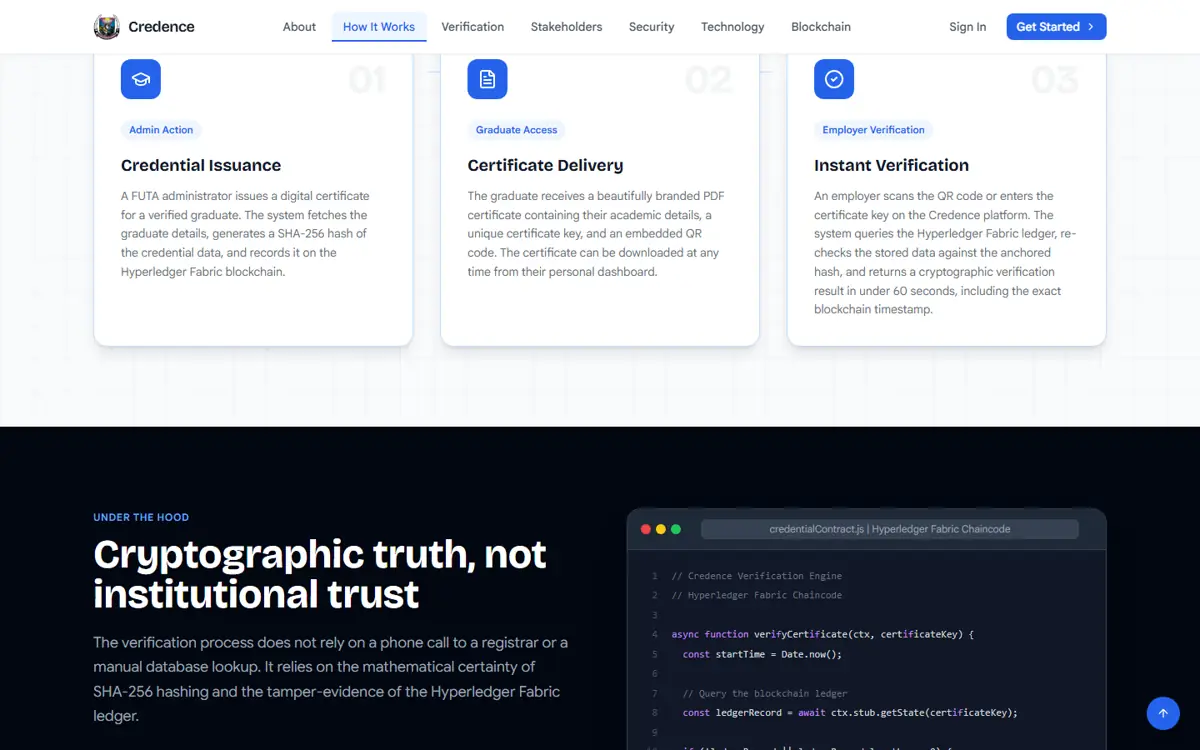 Credence
About
How It Works
Verification
Stakeholders
Security
Technology
Blockchain
Sign In
Get Started
01
Admin Action
Credential Issuance
A FUTA administrator issues a digital certificate
for a verified graduate. The system fetches the
graduate details, generates a SHA-256 hash of
the credential data, and records it on the
Hyperledger Fabric blockchain.
02
Graduate Access
Certificate Delivery
The graduate receives a beautifully branded PDF
certificate containing their academic details, a
unique certificate key, and an embedded QR
code. The certificate can be downloaded at any
time from their personal dashboard.
03
Employer Verification
Instant Verification
An employer scans the QR code or enters the
certificate key on the Credence platform. The
system queries the Hyperledger Fabric ledger, re-
checks the stored data against the anchored
hash, and returns a cryptographic verification
result in under 60 seconds, including the exact
blockchain timestamp.
UNDER THE HOOD
Cryptographic truth, not
institutional trust
The verification process does not rely on a phone call to a registrar or a
manual database lookup. It relies on the mathematical certainty of
SHA-256 hashing and the tamper-evidence of the Hyperledger Fabric
ledger.
credentialContract.js | Hyperledger Fabric Chaincode
1 // Credence Verification Engine
2 // Hyperledger Fabric Chaincode
3
4 async function verifyCertificate(ctx, certificateKey) {
5 const startTime = Date.now();
6
7 // Query the blockchain ledger
8 const ledgerRecord = await ctx.stub.getState(certificateKey);
9